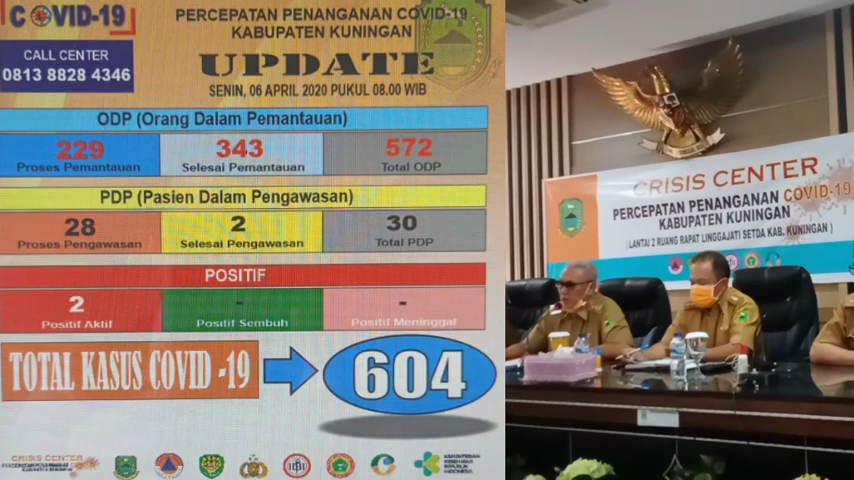 COVID-19
CALL CENTER
0813 8828 4346
PERCEPATAN PENANGANAN COVID-19
KABUPATEN KUNINGAN
UPDATE
SENIN, 06 APRIL 2020 PUKUL 08.00 WIB
ODP (Orang Dalam Pemantauan)
229 343 572
Proses Pemantauan Selesai Pemantauan Total ODP
PDP (Pasien Dalam Pengawasan)
28 2 30
Proses Pengawasan Selesai Pengawasan Total PDP
POSITIF
2 - -
Positif Aktif Positif Sembuh Positif Meninggal
TOTAL KASUS COVID -19
604
CRISIS CENTER
KEMENTERIAN
KESEHATAN
REPUBLIK
INDONESIA
CRISIS CENTER
PERCEPATAN PENANGANAN COVID-19
KABUPATEN KUNINGAN
( LANTAI 2 RUANG RAPAT LINGGAJATI SETDA KAB. KUNINGAN )